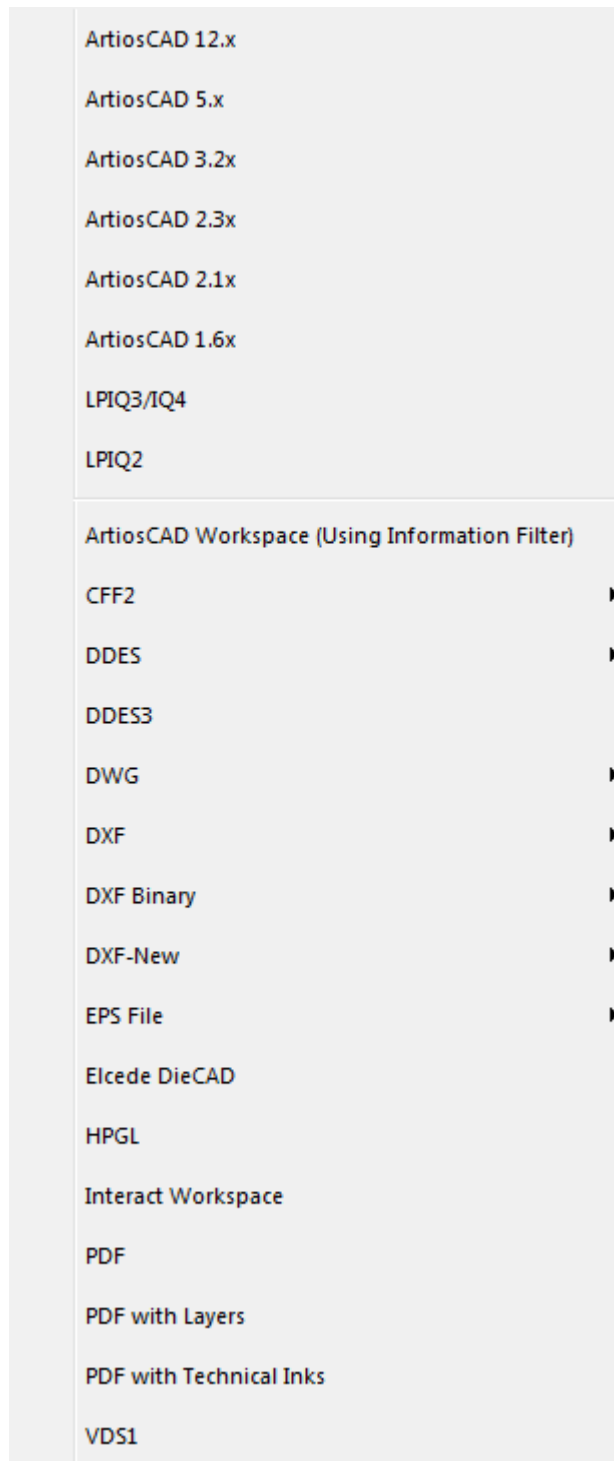 ArtiosCAD 12.x
ArtiosCAD 5.x
ArtiosCAD 3.2x
ArtiosCAD 2.3x
ArtiosCAD 2.1x
ArtiosCAD 1.6x
LPIQ3/IQ4
LPIQ2
ArtiosCAD Workspace (Using Information Filter)
CFF2
DDES
DDES3
DWG
DXF
DXF Binary
DXF-New
EPS File
Elcede DieCAD
HPGL
Interact Workspace
PDF
PDF with Layers
PDF with Technical Inks
VDS1